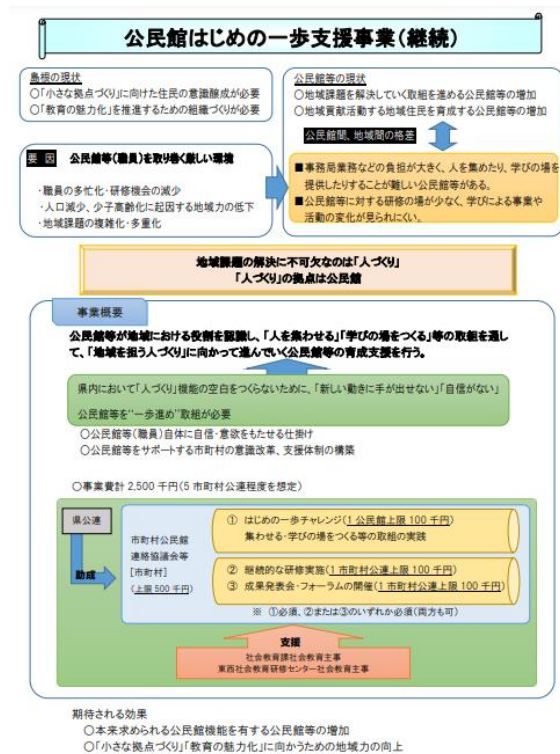 公民館はじめの一歩支援事業(継続)
島根の現状
○「小さな拠点づくり」に向けた住民の意識醸成が必要
○「教育の魅力化」を推進するための組織づくりが必要
公民館等の現状
○地域課題を解決していく取組を進める公民館等の増加
○地域貢献活動する地域住民を育成する公民館等の増加
公民館間、地域間の格差
要 因 公民館等(職員)を取り巻く厳しい環境
・職員の多忙化・研修機会の減少
・人口減少、少子高齢化に起因する地域力の低下
・地域課題の複雑化・多重化
■事務局業務などの負担が大きく、人を集めたり、学びの場を
提供したりすることが難しい公民館等がある。
■公民館等に対する研修の場が少なく、学びによる事業や
活動の変化が見られにくい。
地域課題の解決に不可欠なのは「人づくり」
「人づくり」の拠点は公民館
事業概要
公民館等が地域における役割を認識し、「人を集わせる」「学びの場をつくる」等の取組を通し
て、「地域を担う人づくり」に向かって進んでいく公民館等の育成支援を行う。
県内において「人づくり」機能の空白をつくらないために、「新しい動きに手が出せない」「自信がない」
公民館等を“一歩進め”取組が必要
○公民館等(職員)自体に自信・意欲をもたせる仕掛け
○公民館等をサポートする市町村の意識改革、支援体制の構築
○事業費計 2,500 千円(5 市町村公連程度を想定)
県公連
助成
市町村公民館
連絡協議会等
[市町村]
(上限 500 千円)
① はじめの一歩チャレンジ(1 公民館上限 100 千円)
集わせる・学びの場をつくる等の取組の実践
② 継続的な研修実施(1 市町村公連上限 100 千円)
③ 成果発表会・フォーラムの開催(1 市町村公連上限 100 千円)
※ ①必須、②または③のいずれか必須(両方も可)
支援
社会教育課社会教育主事
東西社会教育研修センター社会教育主事
期待される効果
○本来求められる公民館機能を有する公民館等の増加
○「小さな拠点づくり」「教育の魅力化」に向かうための地域力の向上